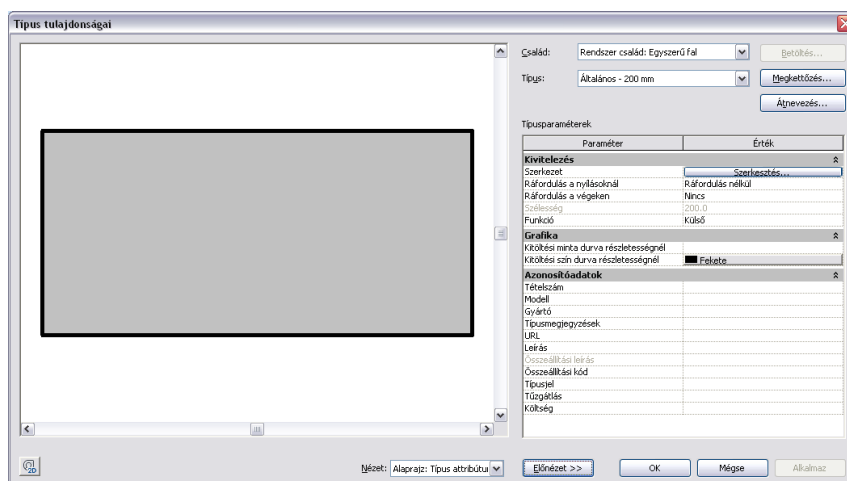 Típus tulajdonságai
Család: Rendszer család: Egyszerű fal Betöltés...
Típus: Általános - 200 mm Megkettőzés...
Átnevezés...
Típusparaméterek
Paraméter Érték
Kivitelezés
Szerkezet Szerkesztés...
Ráfordulás a nyílásoknál Ráfordulás nélkül
Ráfordulás a végeken Nincs
Szélesség 200.0
Funkció Külső
Grafika
Kitöltési minta durva részletességnél
Kitöltési szín durva részletességnél Fekete
Azonosítóadatok
Tételszám
Modell
Gyártó
Típusmegjegyzések
URL
Leírás
Összeállítási leírás
Összeállítási kód
Típusjel
Tűzgátlás
Költség
2D Nézet: Alaprajz: Típus attribútu Előnézet >> OK Mégse Alkalmaz